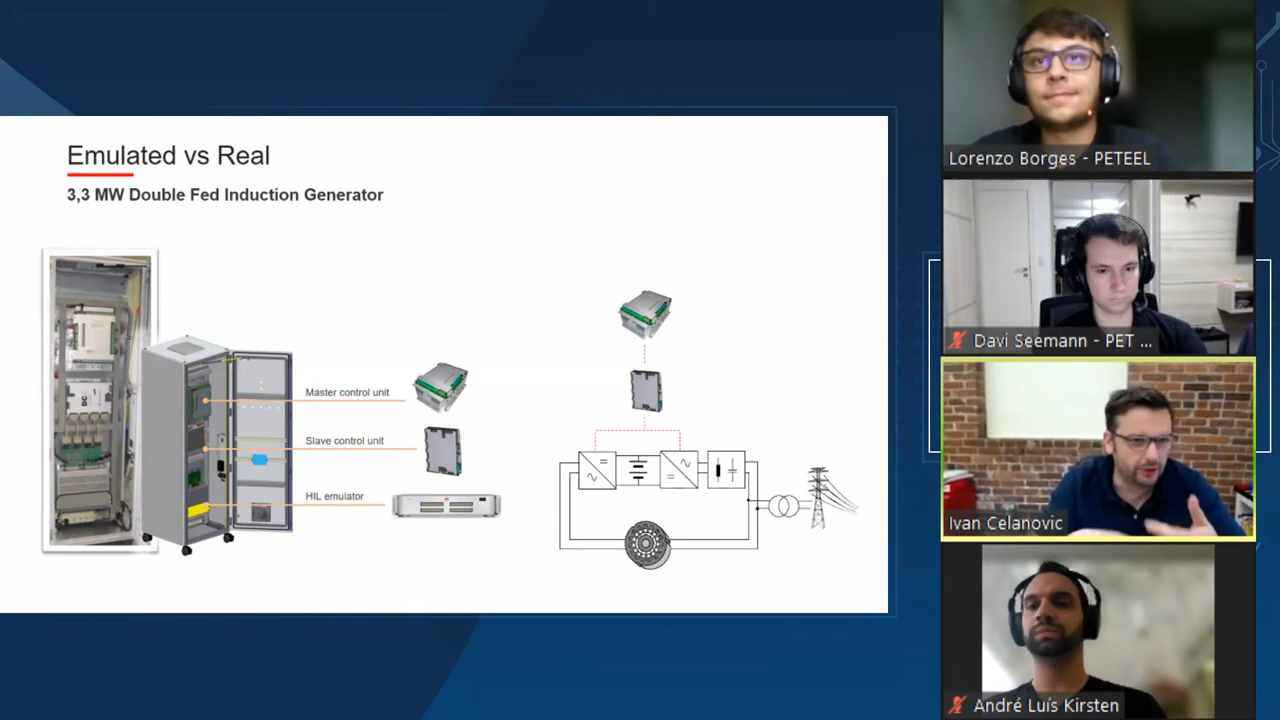 Emulated vs Real
3,3 MW Double Fed Induction Generator
Master control unit
Slave control unit
HIL emulator
Lorenzo Borges - PETEEL
Davi Seemann - PET ...
Ivan Celanovic
André Luís Kirsten